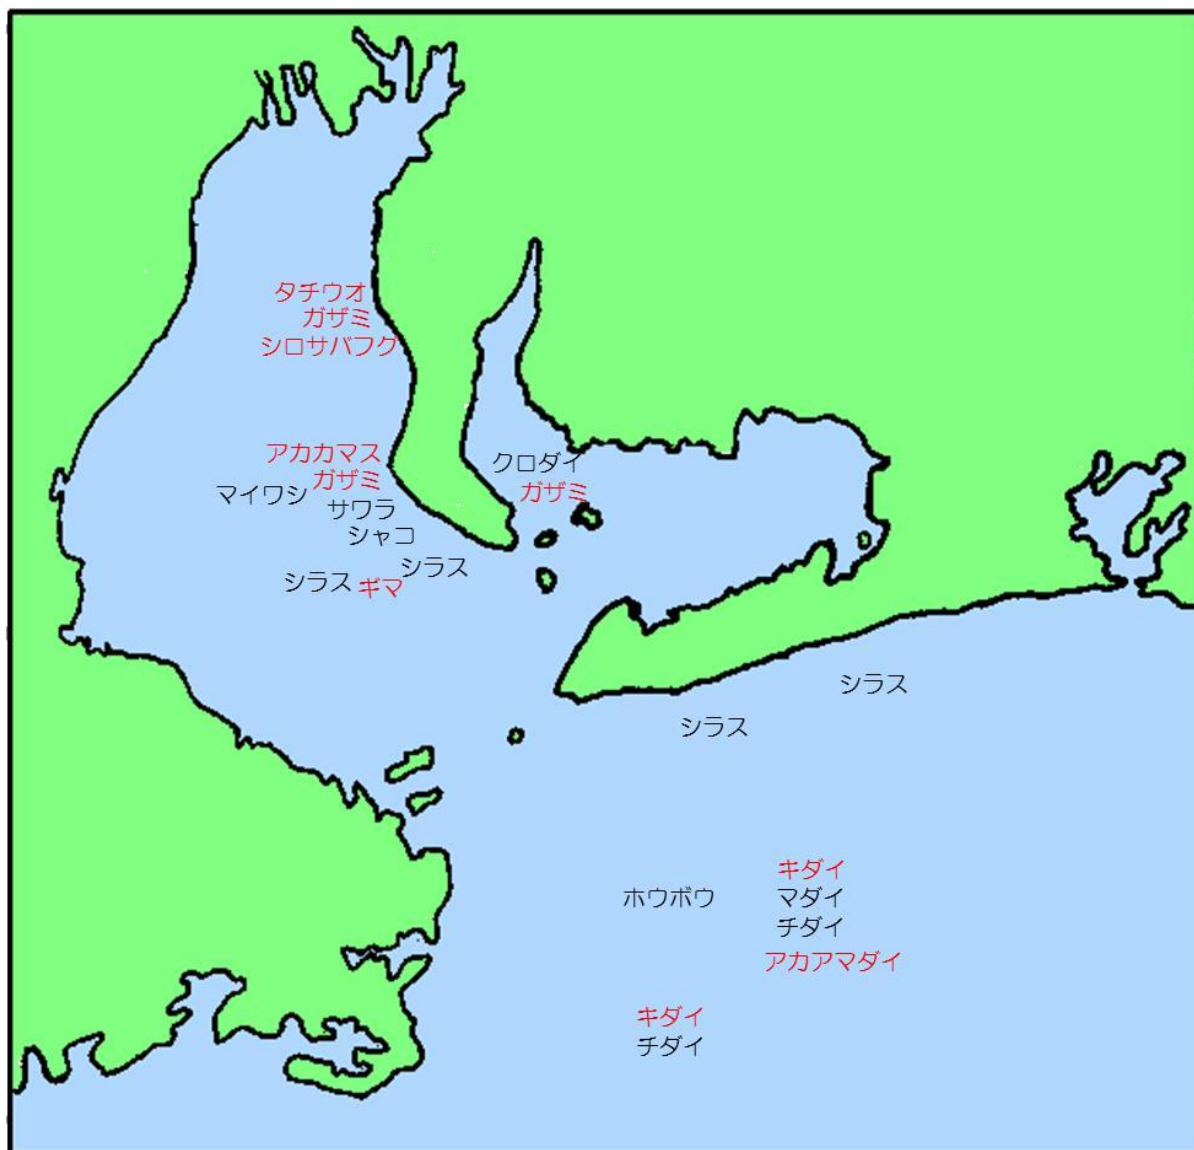 タチウオ
ガザミ
シロサバフグ
アカカマス
ガザミ
マイワシ
サワラ
シャコ
シラス
シラス
ギマ
クロダイ
ガザミ
シラス
シラス
キダイ
マダイ
チダイ
アカアマダイ
ホウボウ
キダイ
チダイ